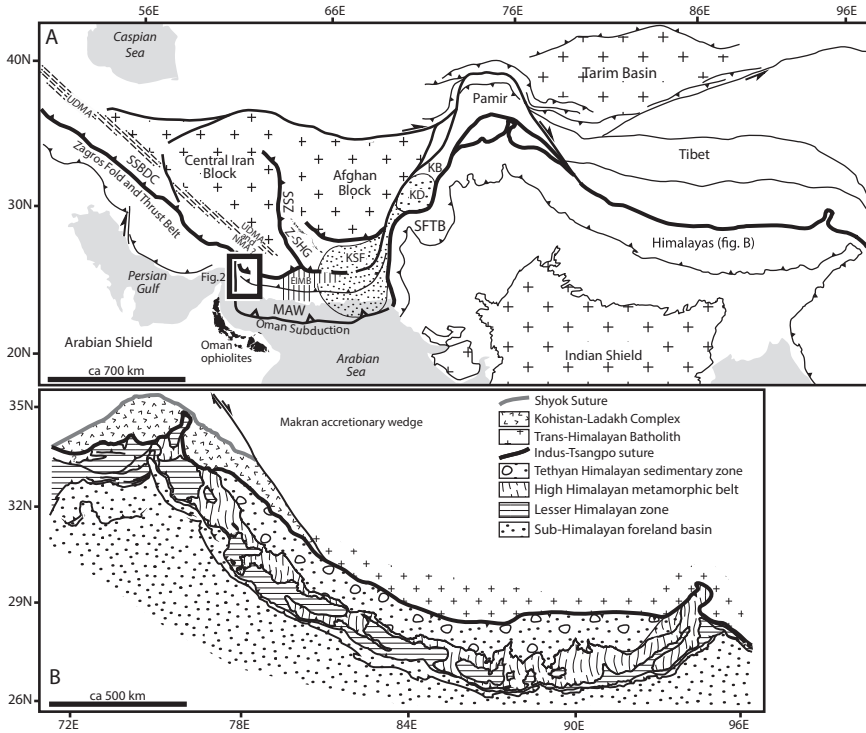 56E 66E 76E 86E 96E
A
Caspian
Sea
40N
Tarim Basin
Pamir
UDMA
Tibet
Central Iran
Block
Afghan
Block
SSBDC
Zagros Fold and Thrust Belt
KB
KD
SSZ
30N
SFTB
Z-SHG
UDMA
and
NMA?
Himalayas (fig. B)
KSF
Persian
Gulf
Fig.2
EIMB
MAW
Oman Subduction
Arabian Shield
Oman
ophiolites
Arabian
Sea
Indian Shield
20N
ca 700 km
35N
Makran accretionary wedge
Shyok Suture
Kohistan-Ladakh Complex
Trans-Himalayan Batholith
Indus-Tsangpo suture
Tethyan Himalayan sedimentary zone
High Himalayan metamorphic belt
Lesser Himalayan zone
Sub-Himalayan foreland basin
32N
29N
B
26N
ca 500 km
72E 78E 84E 90E 96E